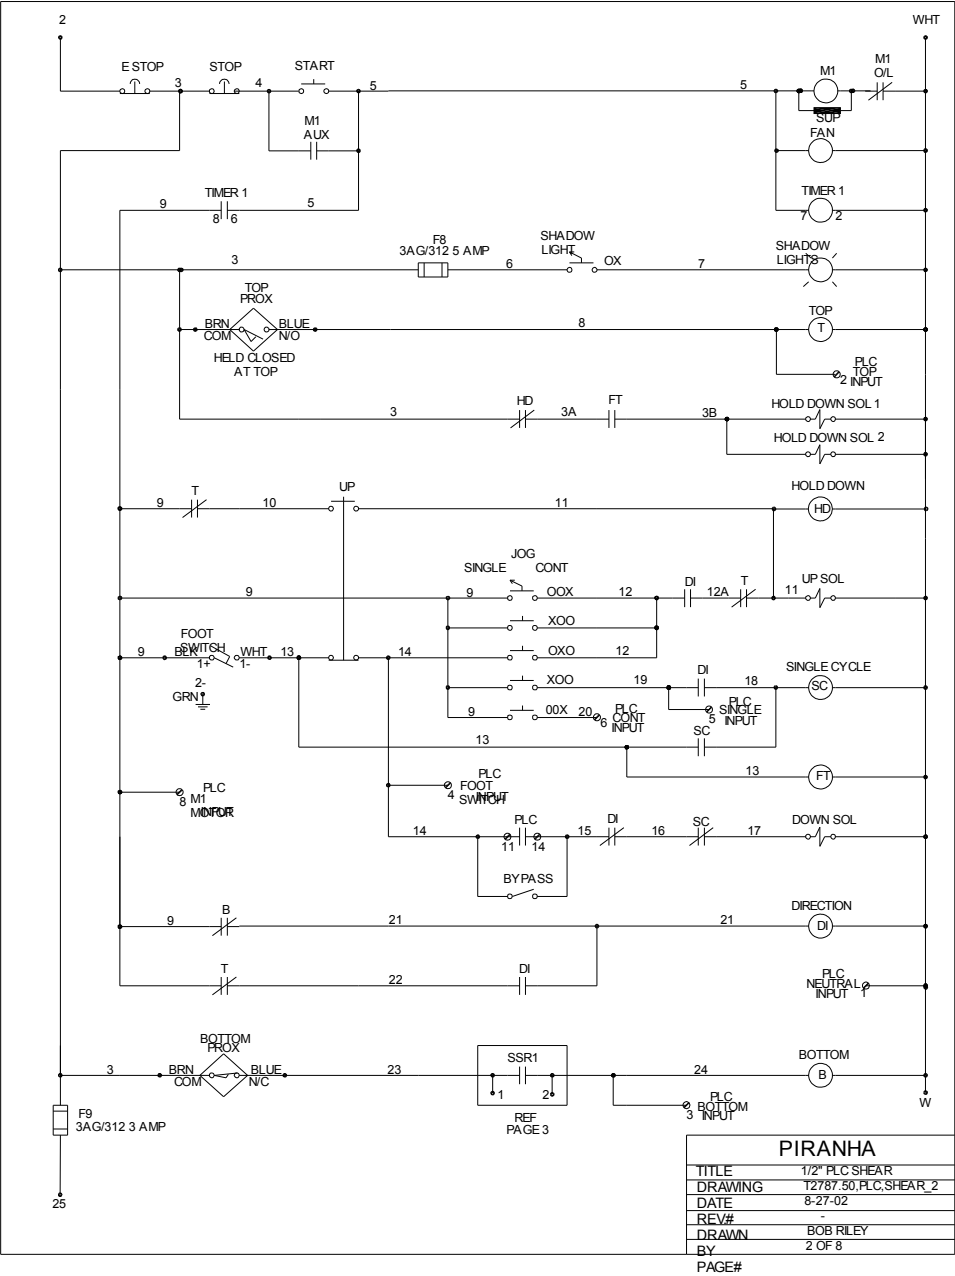 2
WHT
E STOP
3
STOP
4
START
5
5
M1
M1
O/L
SUP
M1
AUX
FAN
9
TIMER 1
8
6
5
TIMER 1
7
2
3
F8
3AG/312 5 AMP
6
SHADOW
LIGHT
OX
7
SHADOW
LIGHTS
TOP
PROX
BRN
COM
BLUE
N/O
HELD CLOSED
AT TOP
8
TOP
T
PLC
TOP
INPUT
2
3
HD
3A
FT
3B
HOLD DOWN SOL 1
HOLD DOWN SOL 2
9
T
10
UP
11
HOLD DOWN
HD
9
JOG
SINGLE
CONT
9
OOX
12
DI
12A
T
11
UP SOL
XOO
9
FOOT
SWITCH
BLK
1+
WHT
1-
13
14
OXO
12
2-
GRN
XOO
19
DI
18
SINGLE CYCLE
SC
PLC
SINGLE
INPUT
5
9
00X
20
6
PLC
CONT
INPUT
13
SC
13
FT
PLC
8
M1
MOTOR
INPUT
PLC
FOOT
SWITCH
INPUT
4
14
PLC
11
14
15
DI
16
SC
17
DOWN SOL
BYPASS
9
B
21
21
DIRECTION
DI
T
22
DI
PLC
NEUTRAL
INPUT
1
3
BOTTOM
PROX
BRN
COM
BLUE
N/C
23
SSR1
1
2
REF
PAGE 3
24
BOTTOM
B
PLC
BOTTOM
INPUT
3
W
F9
3AG/312 3 AMP
25
PIRANHA
TITLE 1/2" PLC SHEAR
DRAWING T2787.50,PLC,SHEAR_2
DATE 8-27-02
REV.# -
DRAWN BOB RILEY
BY 2 OF 8
PAGE#